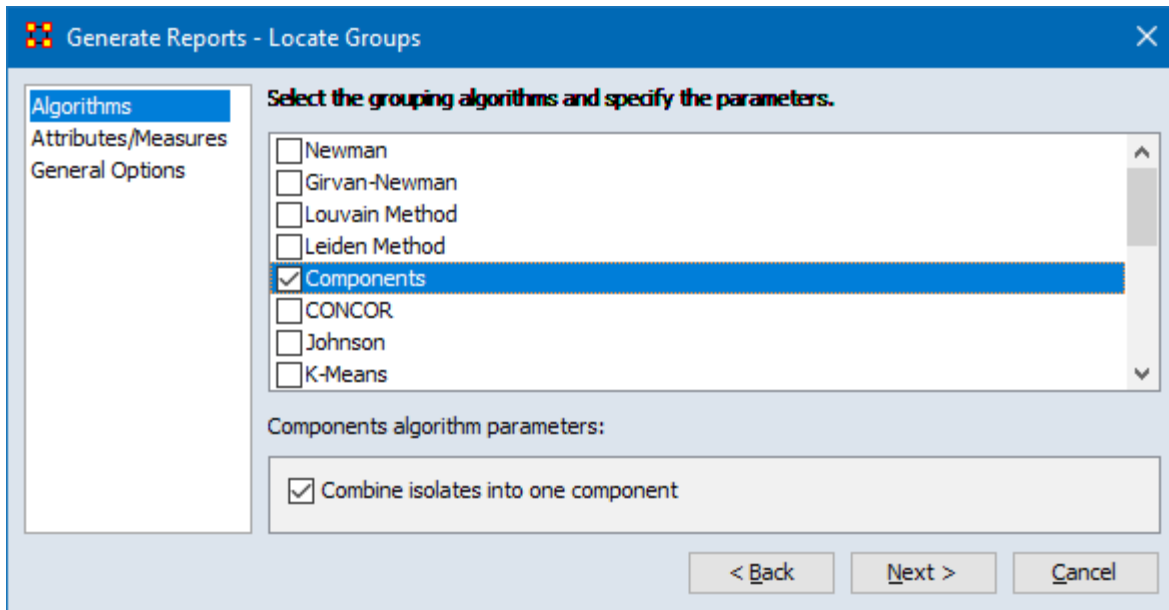 Generate Reports - Locate Groups
Algorithms
Attributes/Measures
General Options
Select the grouping algorithms and specify the parameters.
Newman
Girvan-Newman
Louvain Method
Leiden Method
Components
CONCOR
Johnson
K-Means
Components algorithm parameters:
Combine isolates into one component
< Back
Next >
Cancel